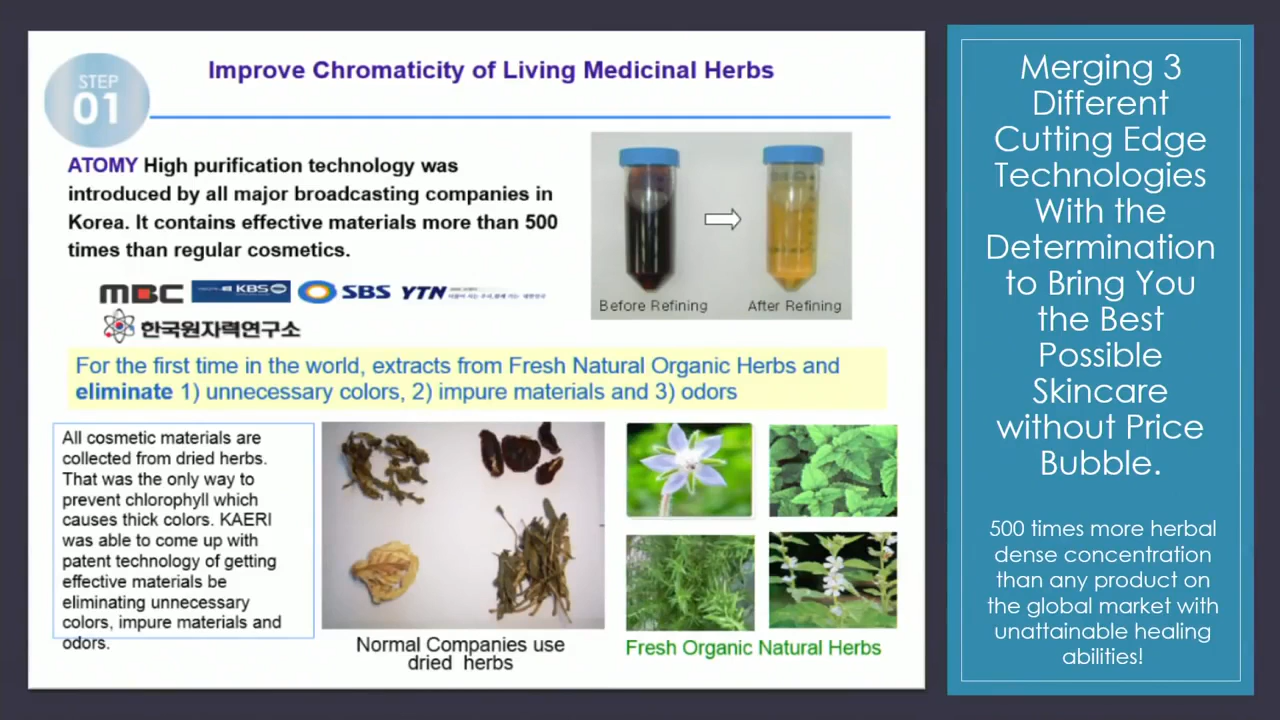 STEP
01
Improve Chromaticity of Living Medicinal Herbs
ATOMY High purification technology was
introduced by all major broadcasting companies in
Korea. It contains effective materials more than 500
times than regular cosmetics.
MBC KBS SBS YTN
한국원자력연구소
Before Refining After Refining
For the first time in the world, extracts from Fresh Natural Organic Herbs and
eliminate 1) unnecessary colors, 2) impure materials and 3) odors
All cosmetic materials are
collected from dried herbs.
That was the only way to
prevent chlorophyll which
causes thick colors. KAERI
was able to come up with
patent technology of getting
effective materials be
eliminating unnecessary
colors, impure materials and
odors.
Normal Companies use
dried herbs
Fresh Organic Natural Herbs
Merging 3
Different
Cutting Edge
Technologies
With the
Determination
to Bring You
the Best
Possible
Skincare
without Price
Bubble.
500 times more herbal
dense concentration
than any product on
the global market with
unattainable healing
abilities!